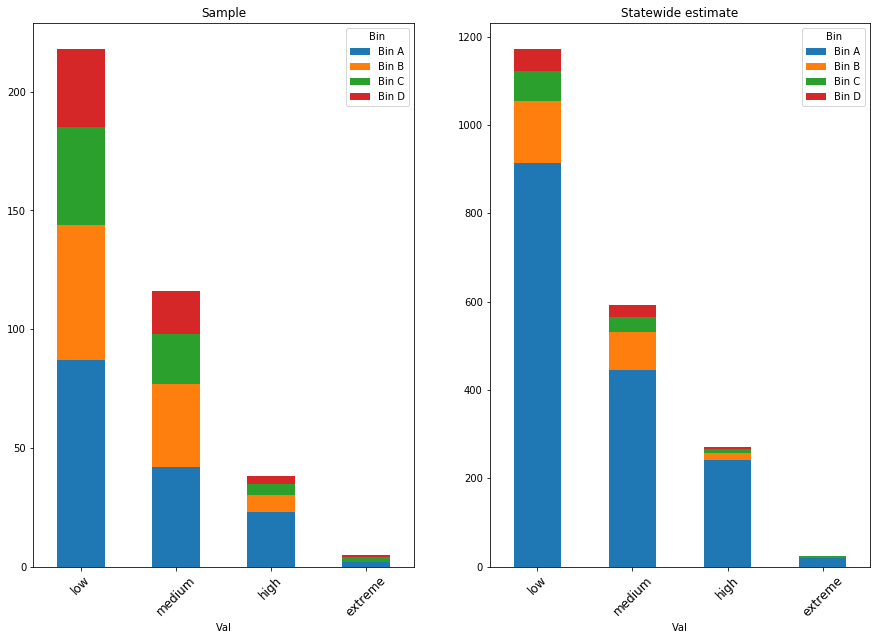 Sample
Bin
Bin A
Bin B
Bin C
Bin D
200
150
100
50
0
low
medium
high
extreme
Val
Statewide estimate
Bin
Bin A
Bin B
Bin C
Bin D
1200
1000
800
600
400
200
0
low
medium
high
extreme
Val